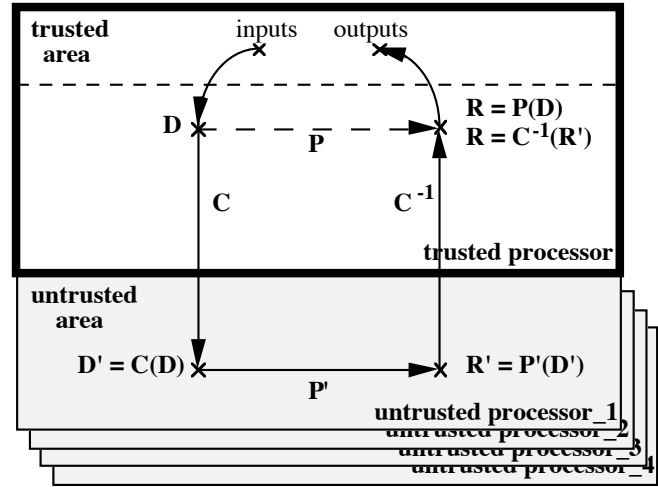 trusted
area
inputs
outputs
R = P(D)
D
P
R = C⁻¹(R')
C
C⁻¹
trusted processor
untrusted
area
D' = C(D)
R' = P'(D')
P'
untrusted processor_1
untrusted processor_2
untrusted processor_3
untrusted processor_4